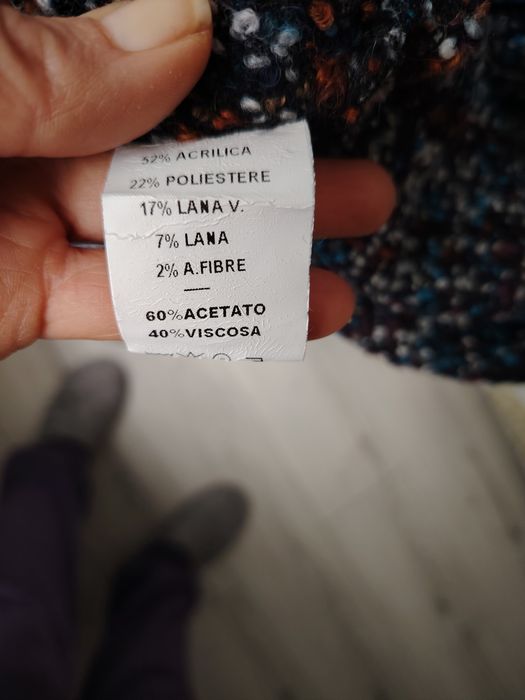 52% ACRILICA
22% POLIESTERE
17% LANA V.
7% LANA
2% A.FIBRE
60%ACETATO
40%VISCOSA